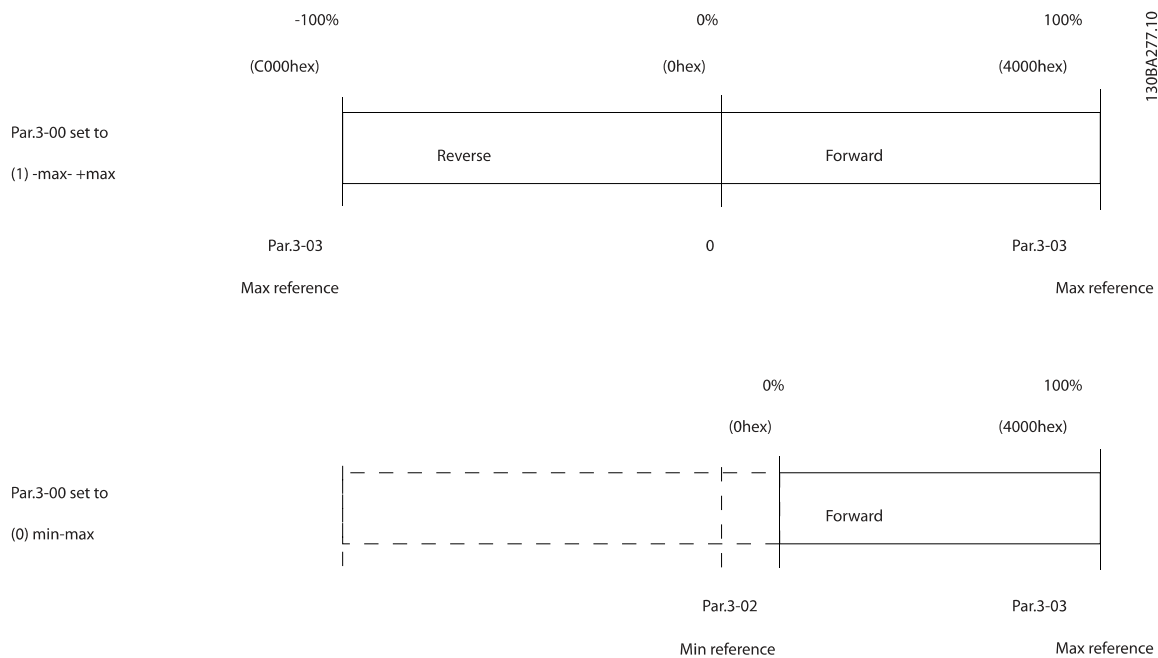 -100% 0% 100%
(C000hex) (0hex) (4000hex)
130BA277.10
Par.3-00 set to
(1) -max- +max
Reverse Forward
Par.3-03 0 Par.3-03
Max reference Max reference
0% 100%
(0hex) (4000hex)
Par.3-00 set to
(0) min-max
Forward
Par.3-02 Par.3-03
Min reference Max reference